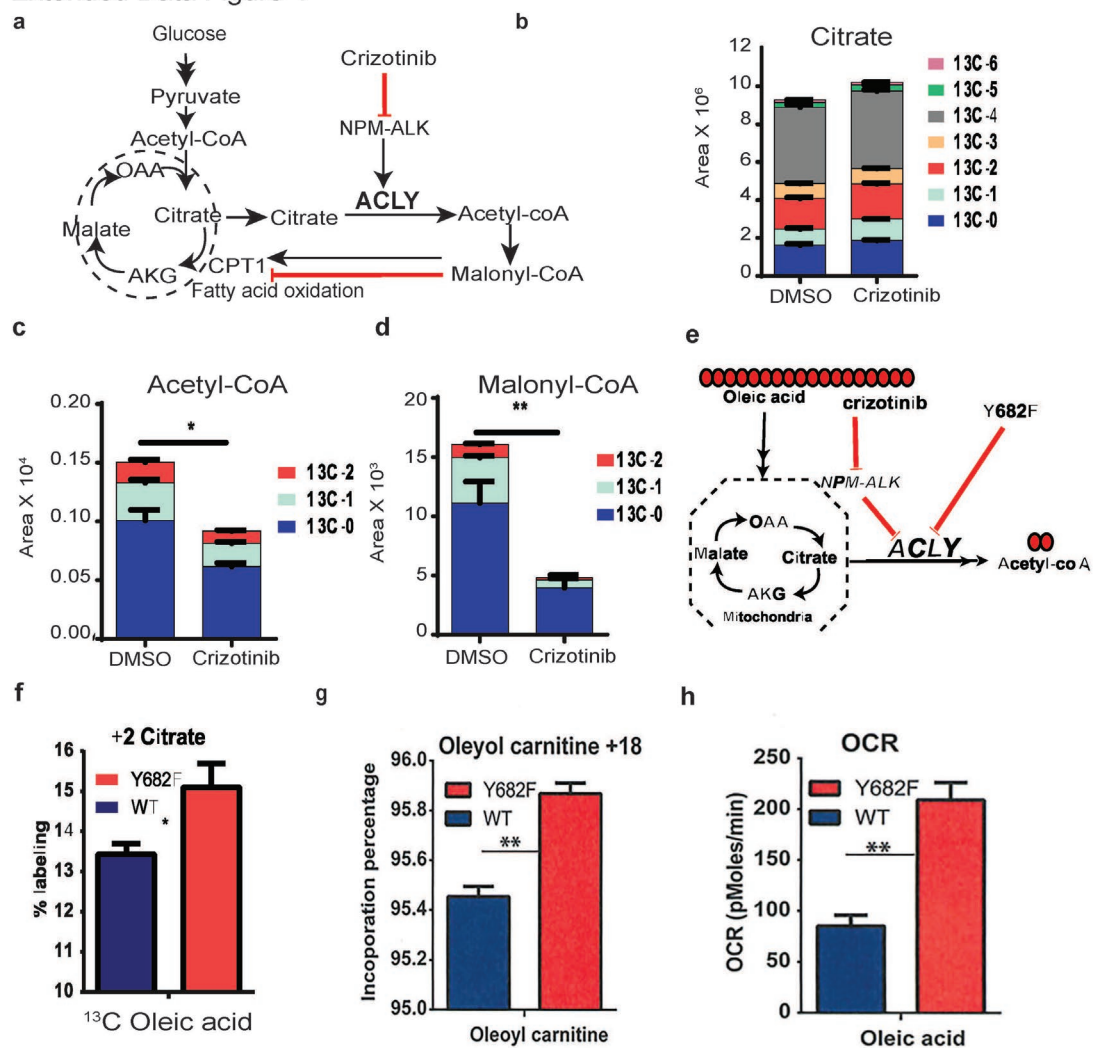 a
Glucose
Pyruvate
Acetyl-CoA
OAA
Citrate
Malate
AKG
Crizotinib
NPM-ALK
ACLY
Citrate
Acetyl-coA
CPT1
Malonyl-CoA
Fatty acid oxidation
b
Citrate
Area X 10⁶
12
10
8
6
4
2
0
DMSO
Crizotinib
13C-6
13C-5
13C-4
13C-3
13C-2
13C-1
13C-0
c
Acetyl-CoA
Area X 10⁴
0.20
0.15
0.10
0.05
0.00
*
DMSO
Crizotinib
13C-2
13C-1
13C-0
d
Malonyl-CoA
Area X 10³
20
15
10
5
0
**
DMSO
Crizotinib
13C-2
13C-1
13C-0
e
Oleic acid
crizotinib
Y682F
NPM-ALK
OAA
Malate
Citrate
AKG
Mitochondria
ACLY
Acetyl-coA
f
+2 Citrate
% labeling
16
15
14
13
12
11
10
Y682F
WT
*
¹³C Oleic acid
g
Oleyol carnitine +18
Incoporation percentage
96.0
95.8
95.6
95.4
95.2
95.0
Y682F
WT
**
Oleoyl carnitine
h
OCR
OCR (pMoles/min)
250
200
150
100
50
0
Y682F
WT
**
Oleic acid